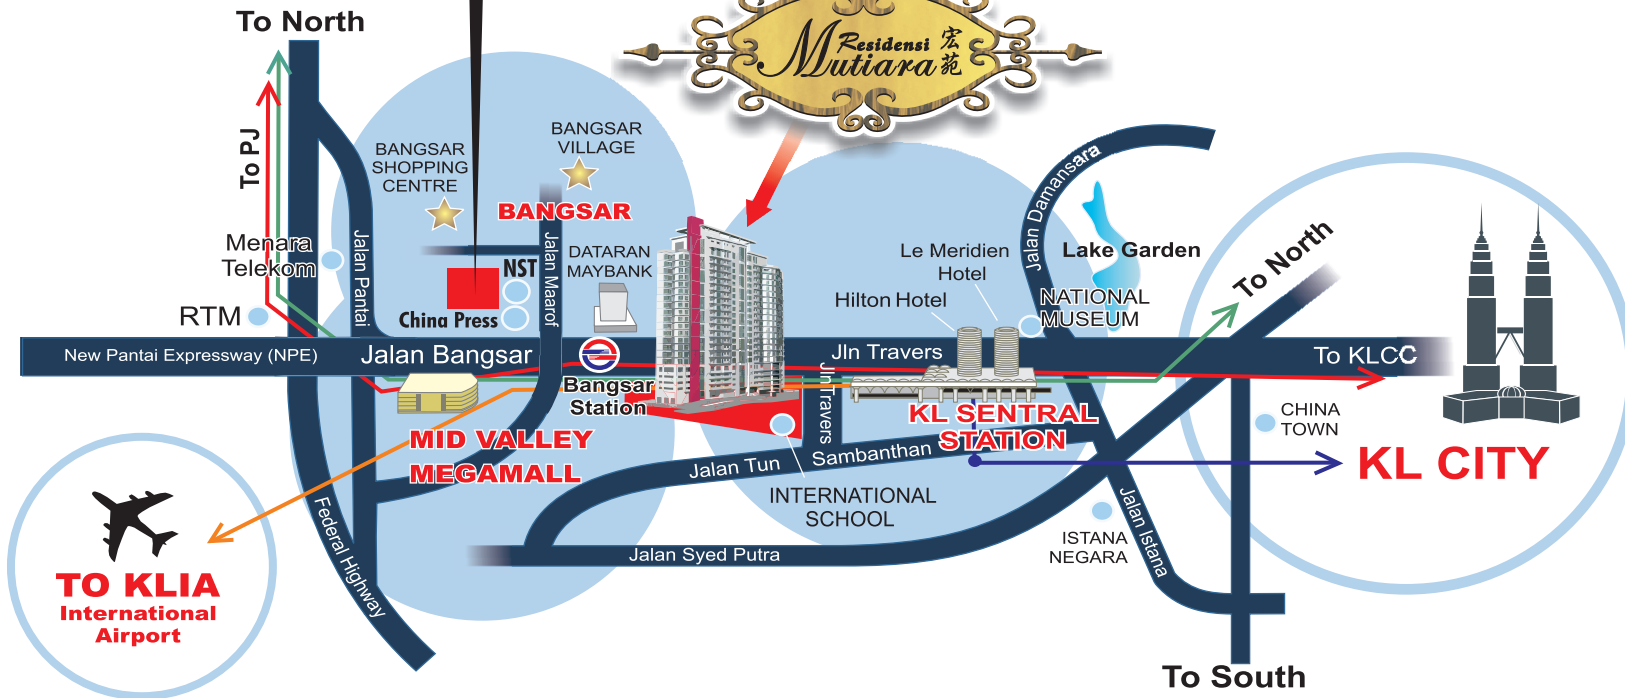 To North
Residensi
Mutiara
宏
苑
To PJ
BANGSAR
SHOPPING
CENTRE
BANGSAR
VILLAGE
BANGSAR
Jalan Damansara
Menara
Telekom
Jalan Pantai
Jalan Maarof
DATARAN
MAYBANK
NST
Le Meridien
Hotel
Lake Garden
To North
Hilton Hotel
NATIONAL
MUSEUM
RTM
China Press
New Pantai Expressway (NPE)
Jalan Bangsar
Jln Travers
To KLCC
Bangsar
Station
Jln Travers
KL SENTRAL
STATION
CHINA
TOWN
MID VALLEY
MEGAMALL
Jalan Tun
Sambanthan
KL CITY
INTERNATIONAL
SCHOOL
Federal Highway
Jalan Syed Putra
ISTANA
NEGARA
Jalan Istana
TO KLIA
International
Airport
To South